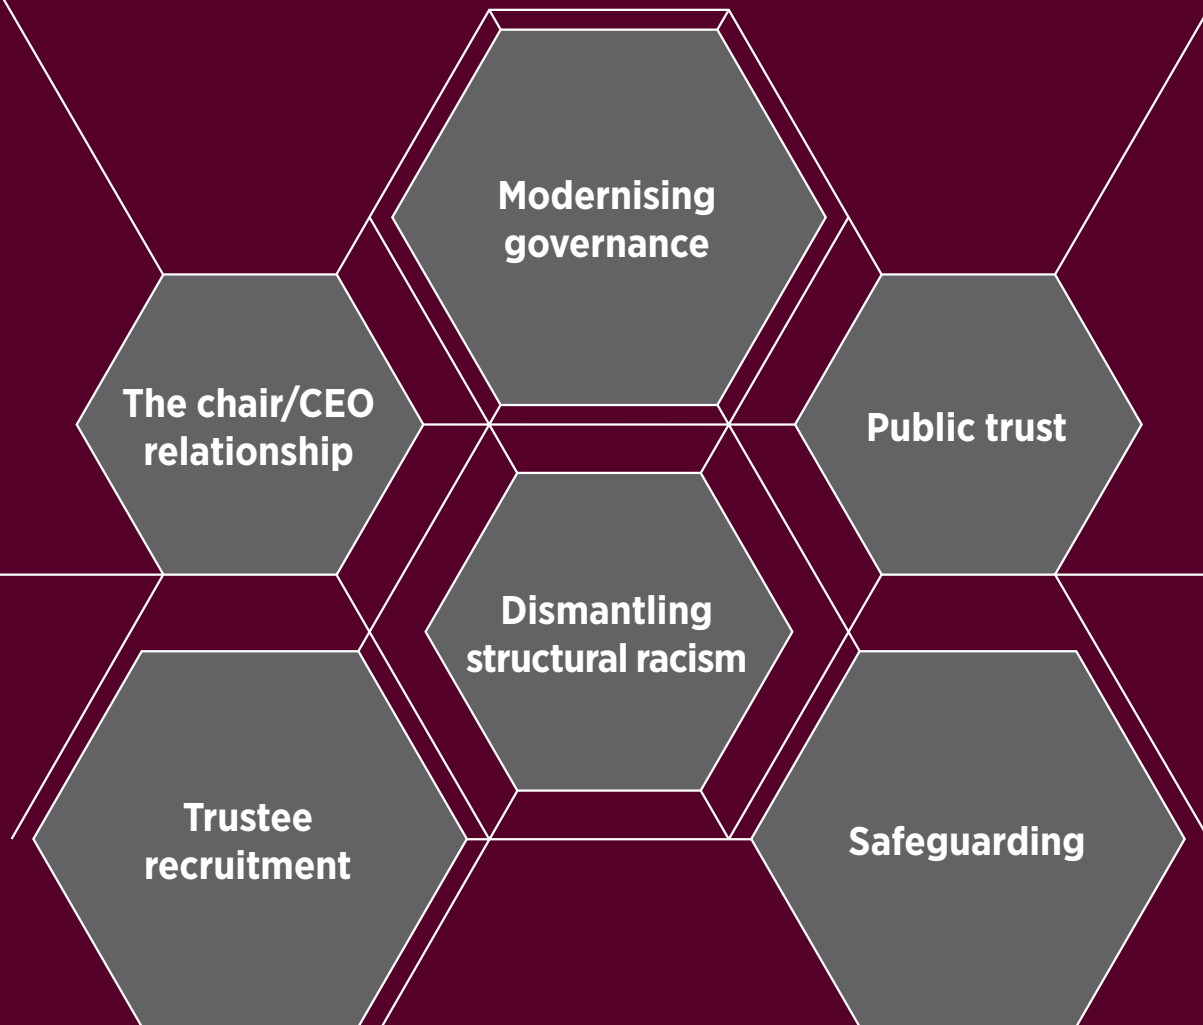 Modernising
governance
The chair/CEO
relationship
Public trust
Dismantling
structural racism
Trustee
recruitment
Safeguarding